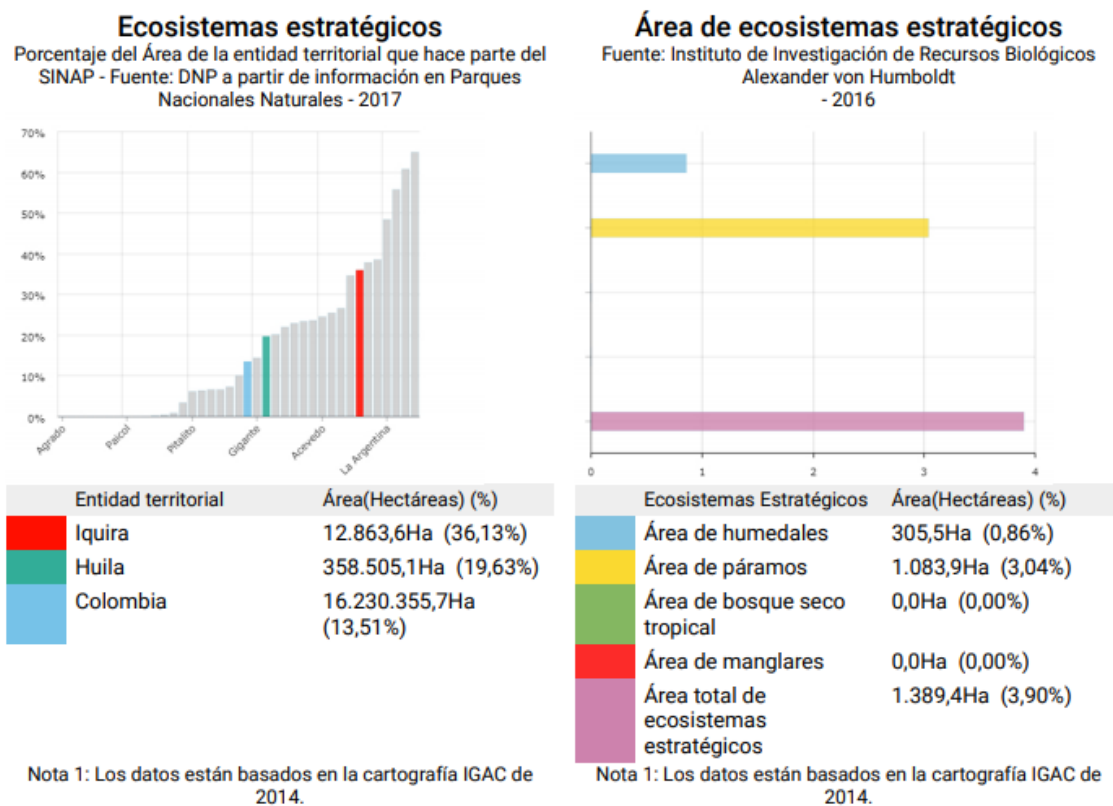 Ecosistemas estratégicos
Porcentaje del Área de la entidad territorial que hace parte del
SINAP - Fuente: DNP a partir de información en Parques
Nacionales Naturales - 2017
70%
60%
50%
40%
30%
20%
10%
0%
Agrado
Paicol
Pitalito
Gigante
Acevedo
La Argentina
Entidad territorial Área(Hectáreas) (%)
Iquira 12.863,6Ha (36,13%)
Huila 358.505,1Ha (19,63%)
Colombia 16.230.355,7Ha
(13,51%)
Nota 1: Los datos están basados en la cartografía IGAC de
2014.
Área de ecosistemas estratégicos
Fuente: Instituto de Investigación de Recursos Biológicos
Alexander von Humboldt
- 2016
0 1 2 3 4
Ecosistemas Estratégicos Área(Hectáreas) (%)
Área de humedales 305,5Ha (0,86%)
Área de páramos 1.083,9Ha (3,04%)
Área de bosque seco 0,0Ha (0,00%)
tropical
Área de manglares 0,0Ha (0,00%)
Área total de 1.389,4Ha (3,90%)
ecosistemas
estratégicos
Nota 1: Los datos están basados en la cartografía IGAC de
2014.